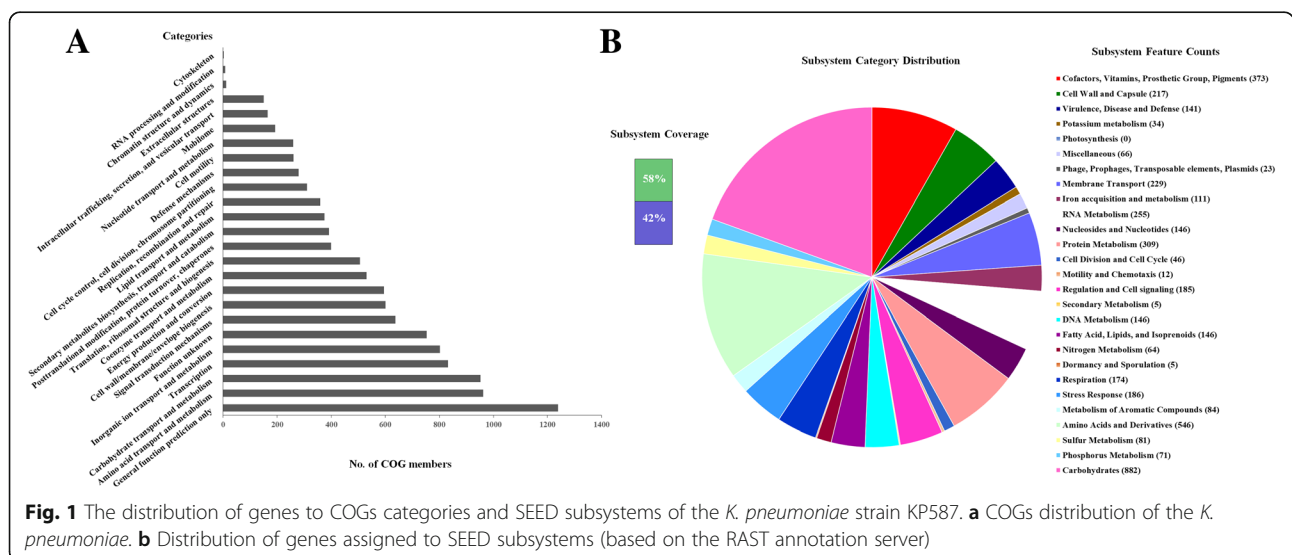 A
Categories
Cytoskeleton
RNA processing and modification
Chromatin structure and dynamics
Extracellular structures
Intracellular trafficking, secretion, and vesicular transport
Mobilome
Nucleotide transport and metabolism
Cell motility
Defense mechanisms
Cell cycle control, cell division, chromosome partitioning
Replication, recombination and repair
Lipid transport and metabolism
Secondary metabolites biosynthesis, transport and catabolism
Posttranslational modification, protein turnover, chaperones
Translation, ribosomal structure and biogenesis
Coenzyme transport and metabolism
Energy production and conversion
Cell wall/membrane/envelope biogenesis
Signal transduction mechanisms
Function unknown
Inorganic ion transport and metabolism
Transcription
Carbohydrate transport and metabolism
Amino acid transport and metabolism
General function prediction only
0 200 400 600 800 1000 1200 1400
No. of COG members
B
Subsystem Category Distribution
Subsystem Coverage
58%
42%
Subsystem Feature Counts
Cofactors, Vitamins, Prosthetic Group, Pigments (373)
Cell Wall and Capsule (217)
Virulence, Disease and Defense (141)
Potassium metabolism (34)
Photosynthesis (0)
Miscellaneous (66)
Phage, Prophages, Transposable elements, Plasmids (23)
Membrane Transport (229)
Iron accquisition and metabolism (111)
RNA Metabolism (255)
Nucleosides and Nucleotides (146)
Protein Metabolism (309)
Cell Division and Cell Cycle (46)
Motility and Chemotaxis (12)
Regulation and Cell signaling (185)
Secondary Metabolism (5)
DNA Metabolism (146)
Fatty Acid, Lipids, and Isoprenoids (146)
Nitrogen Metabolism (64)
Dormancy and Sporulation (5)
Respiration (174)
Stress Response (186)
Metabolism of Aromatic Compounds (84)
Amino Acids and Derivatives (546)
Sulfur Metabolism (81)
Phosphorus Metabolism (71)
Carbohydrates (882)
Fig. 1 The distribution of genes to COGs categories and SEED subsystems of the K. pneumoniae strain KP587. a COGs distribution of the K.
pneumoniae. b Distribution of genes assigned to SEED subsystems (based on the RAST annotation server)